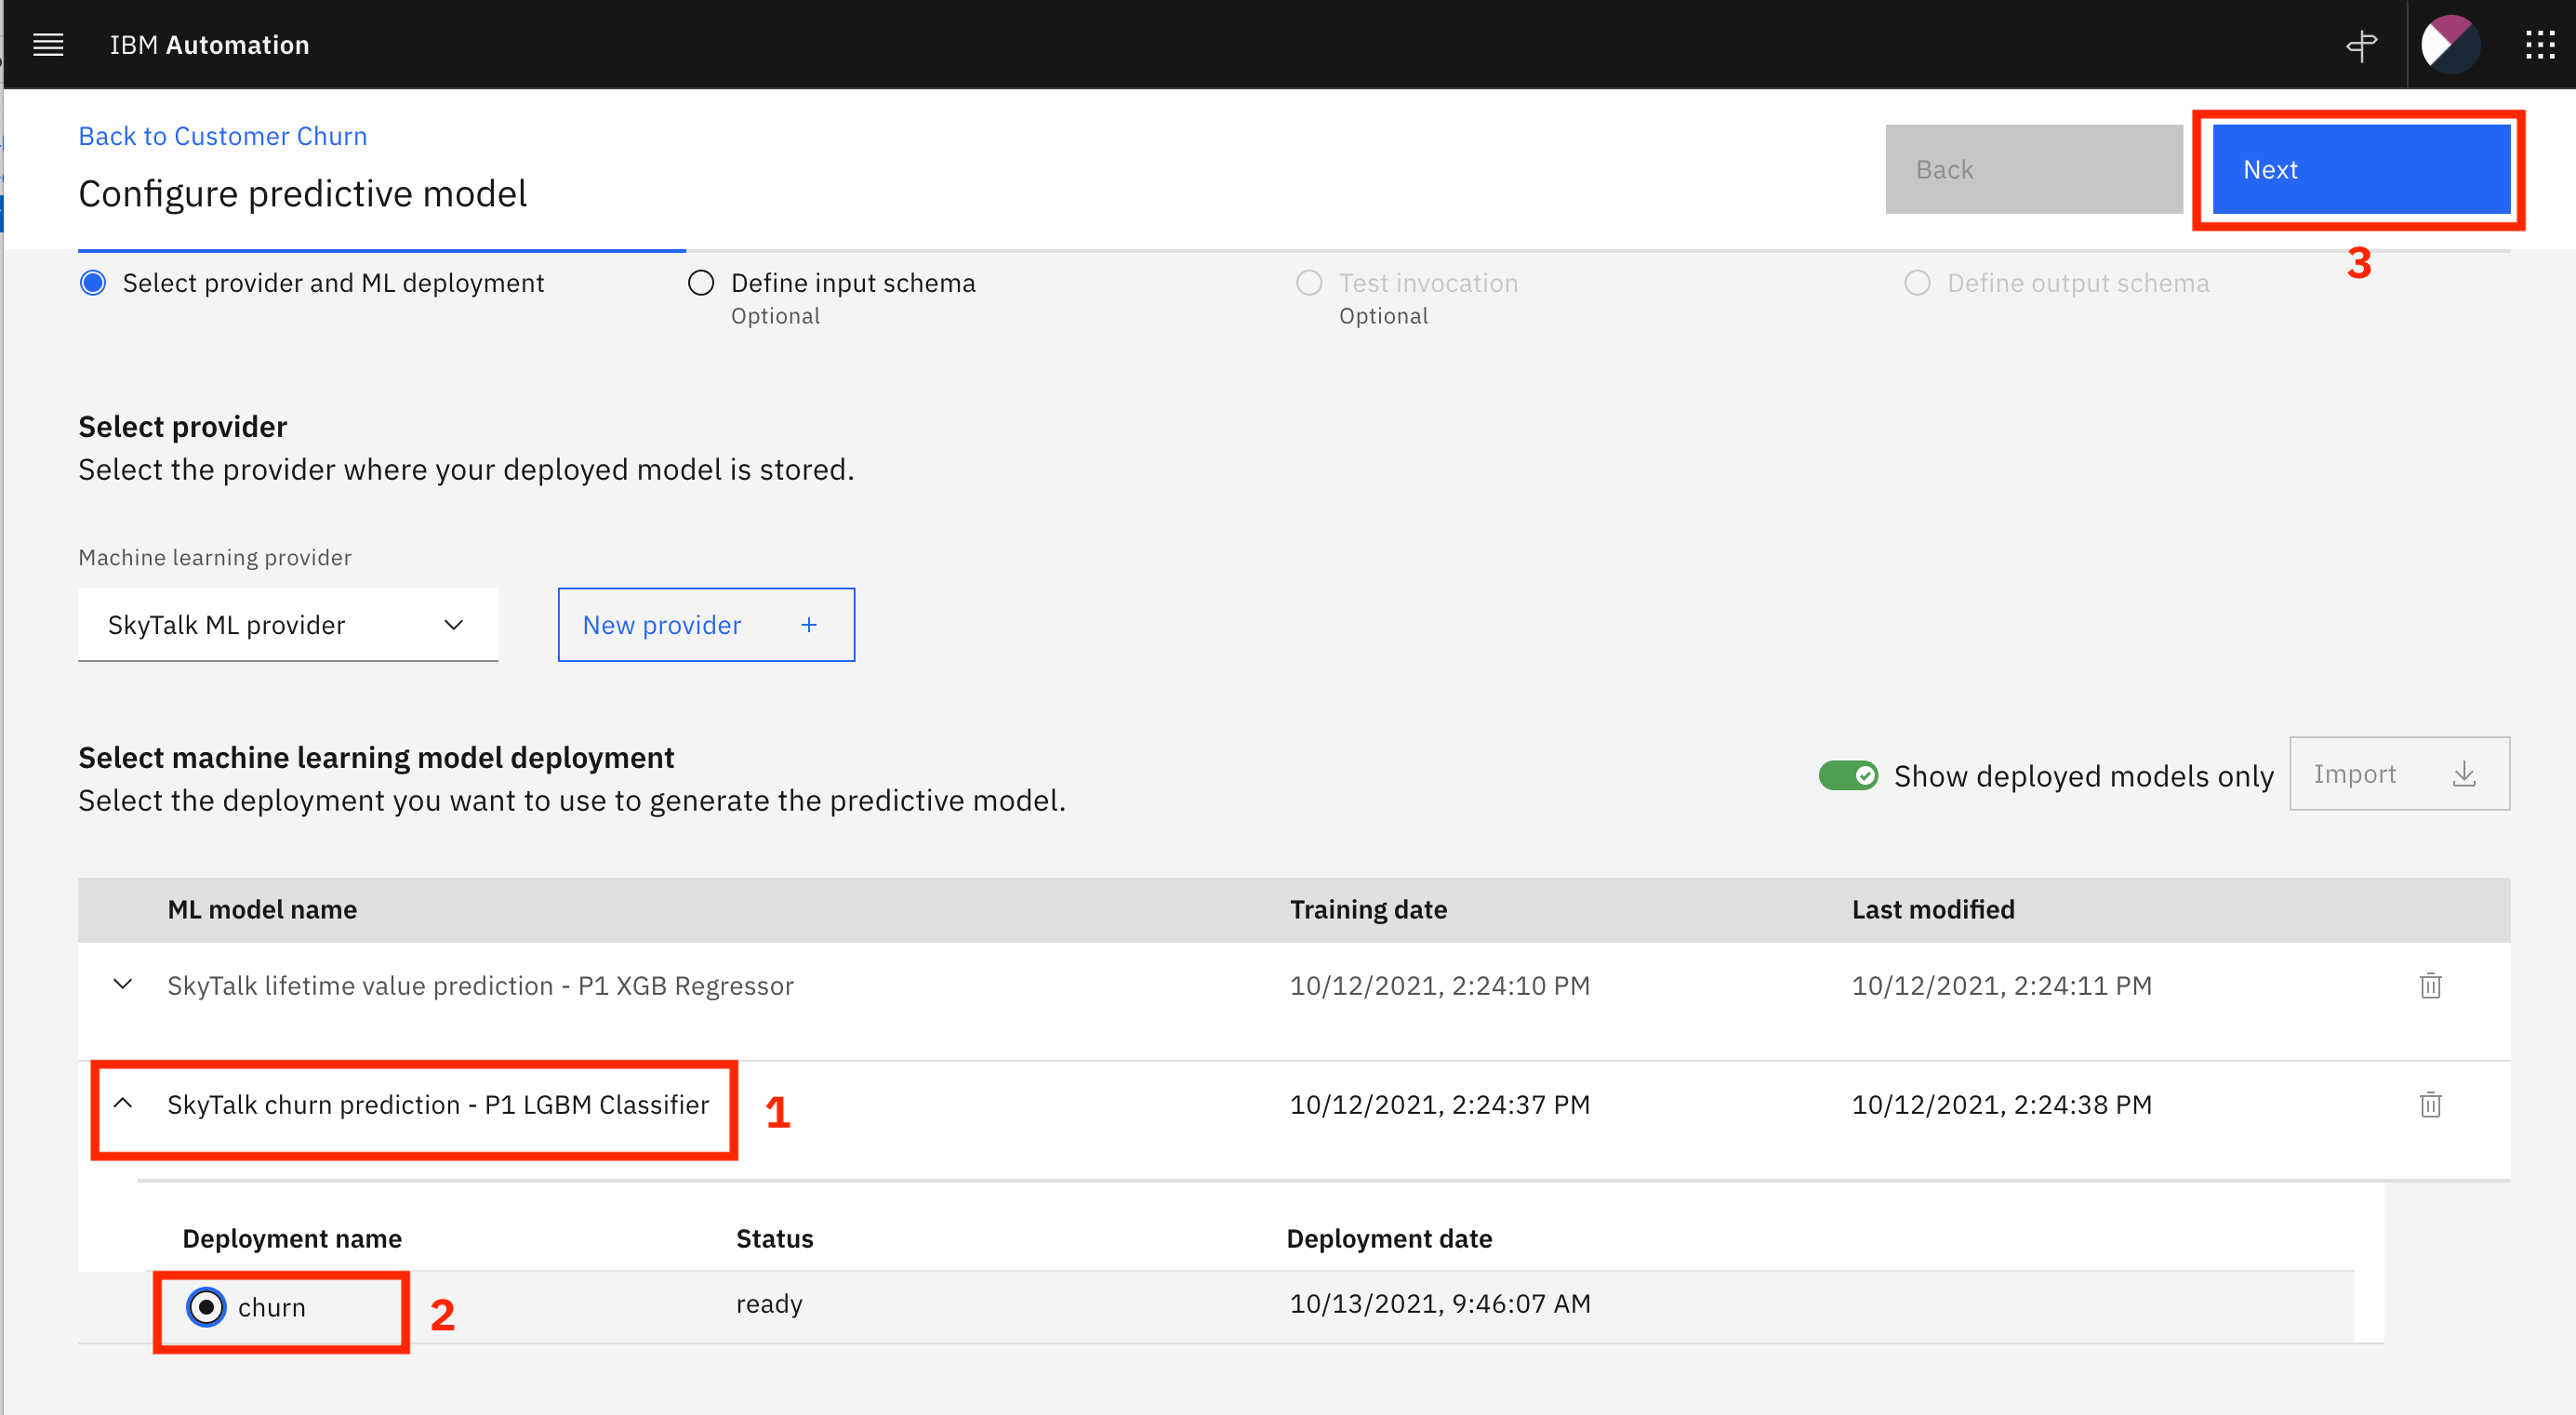 IBM Automation
Back to Customer Churn
Configure predictive model
Back
Next
3
Select provider and ML deployment
Define input schema
Optional
Test invocation
Optional
Define output schema
Select provider
Select the provider where your deployed model is stored.
Machine learning provider
SkyTalk ML provider
New provider +
Select machine learning model deployment
Select the deployment you want to use to generate the predictive model.
Show deployed models only
Import
ML model name Training date Last modified
SkyTalk lifetime value prediction - P1 XGB Regressor 10/12/2021, 2:24:10 PM 10/12/2021, 2:24:11 PM
SkyTalk churn prediction - P1 LGBM Classifier 1 10/12/2021, 2:24:37 PM 10/12/2021, 2:24:38 PM
Deployment name Status Deployment date
churn 2 ready 10/13/2021, 9:46:07 AM